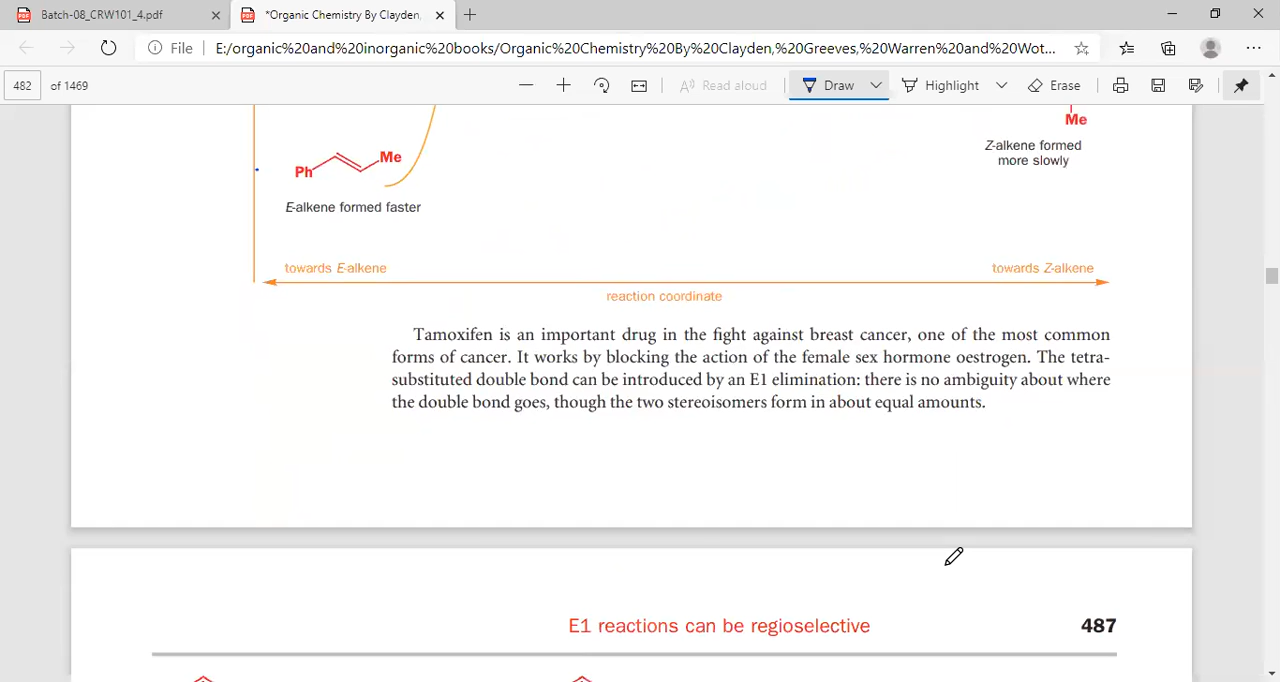 Batch-08_CRW101_4.pdf
*Organic Chemistry By Clayden,
File
E:/organic%20and%20inorganic%20books/Organic%20Chemistry%20By%20Clayden,%20Greeves,%20Warren%20and%20Wot...
482 of 1469
Read aloud
Draw
Highlight
Erase
Me
Z-alkene formed
more slowly
Ph
Me
E-alkene formed faster
towards E-alkene
towards Z-alkene
reaction coordinate
Tamoxifen is an important drug in the fight against breast cancer, one of the most common
forms of cancer. It works by blocking the action of the female sex hormone oestrogen. The tetra-
substituted double bond can be introduced by an E1 elimination: there is no ambiguity about where
the double bond goes, though the two stereoisomers form in about equal amounts.
E1 reactions can be regioselective
487